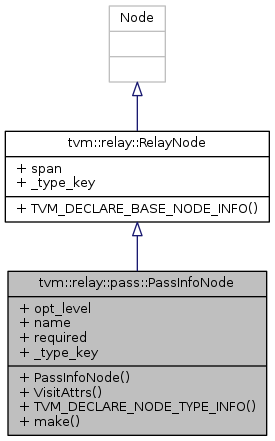 Node
tvm::relay::RelayNode
+ span
+ _type_key
+ TVM_DECLARE_BASE_NODE_INFO()
tvm::relay::pass::PassInfoNode
+ opt_level
+ name
+ required
+ _type_key
+ PassInfoNode()
+ VisitAttrs()
+ TVM_DECLARE_NODE_TYPE_INFO()
+ make()